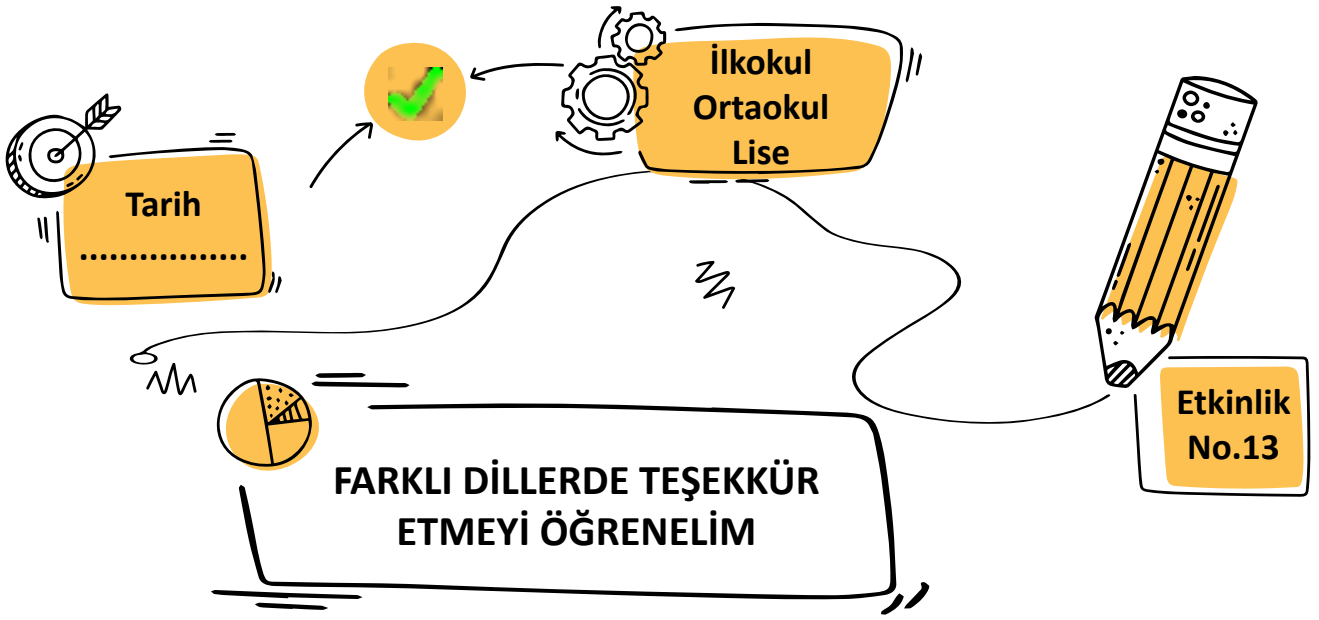 İlkokul
Ortaokul
Lise
Tarih
....................
Etkinlik
No.13
FARKLI DİLLERDE TEŞEKKÜR
ETMEYİ ÖĞRENELİM